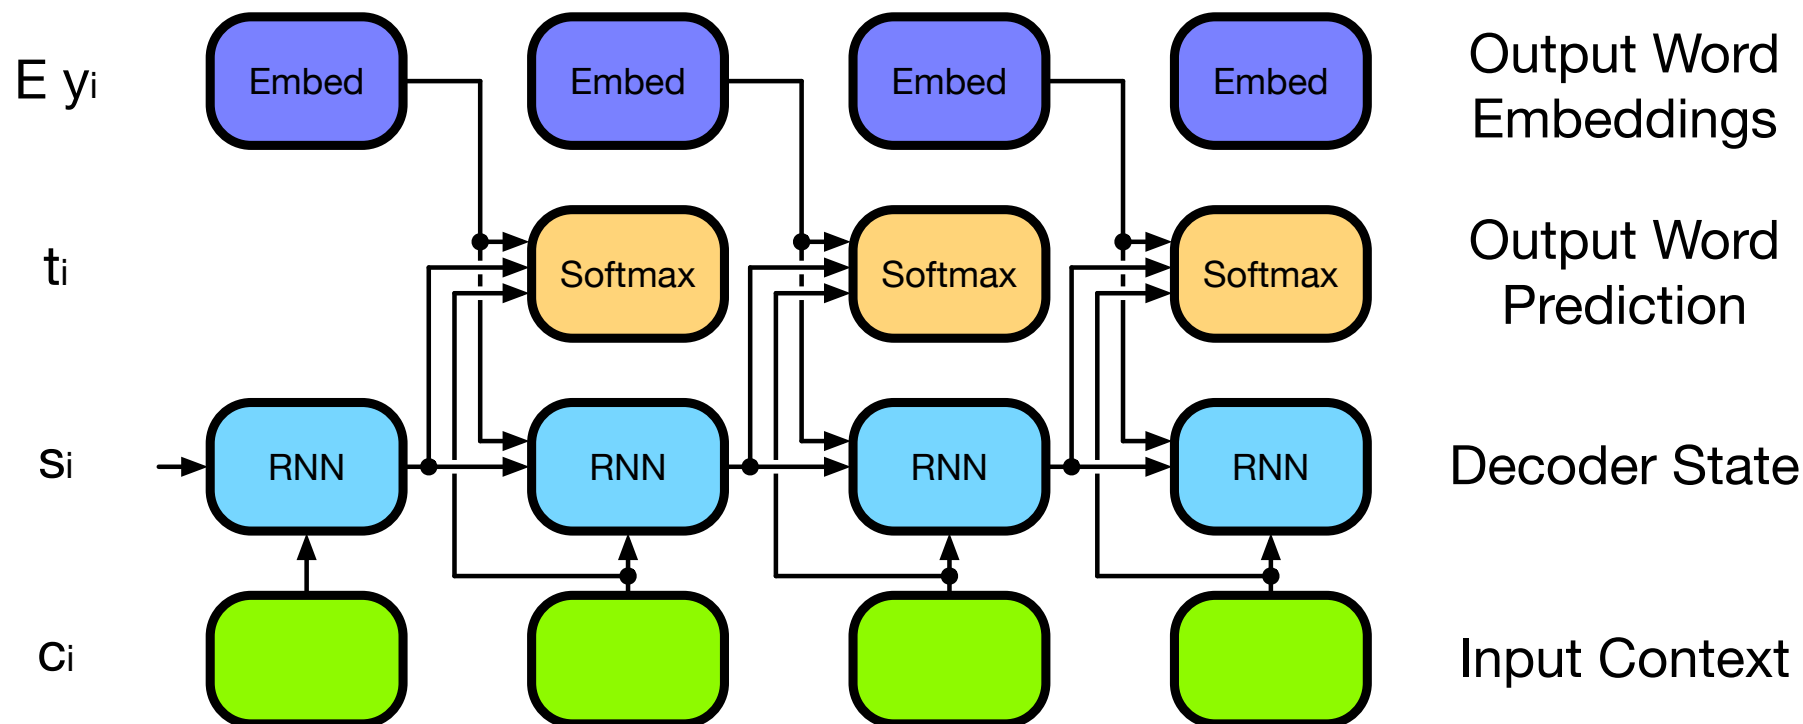 E yi Embed Embed Embed Embed Output Word
Embeddings
ti Softmax Softmax Softmax Output Word
Prediction
si RNN RNN RNN RNN Decoder State
ci Input Context